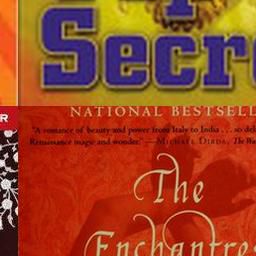 Secre
R
NATIONAL BESTSELL
"A romance of beauty and power from Italy to India . . . so del
Renaissance magic and wonder." —MICHAEL DIRDA, The Wa
The
Enchantres